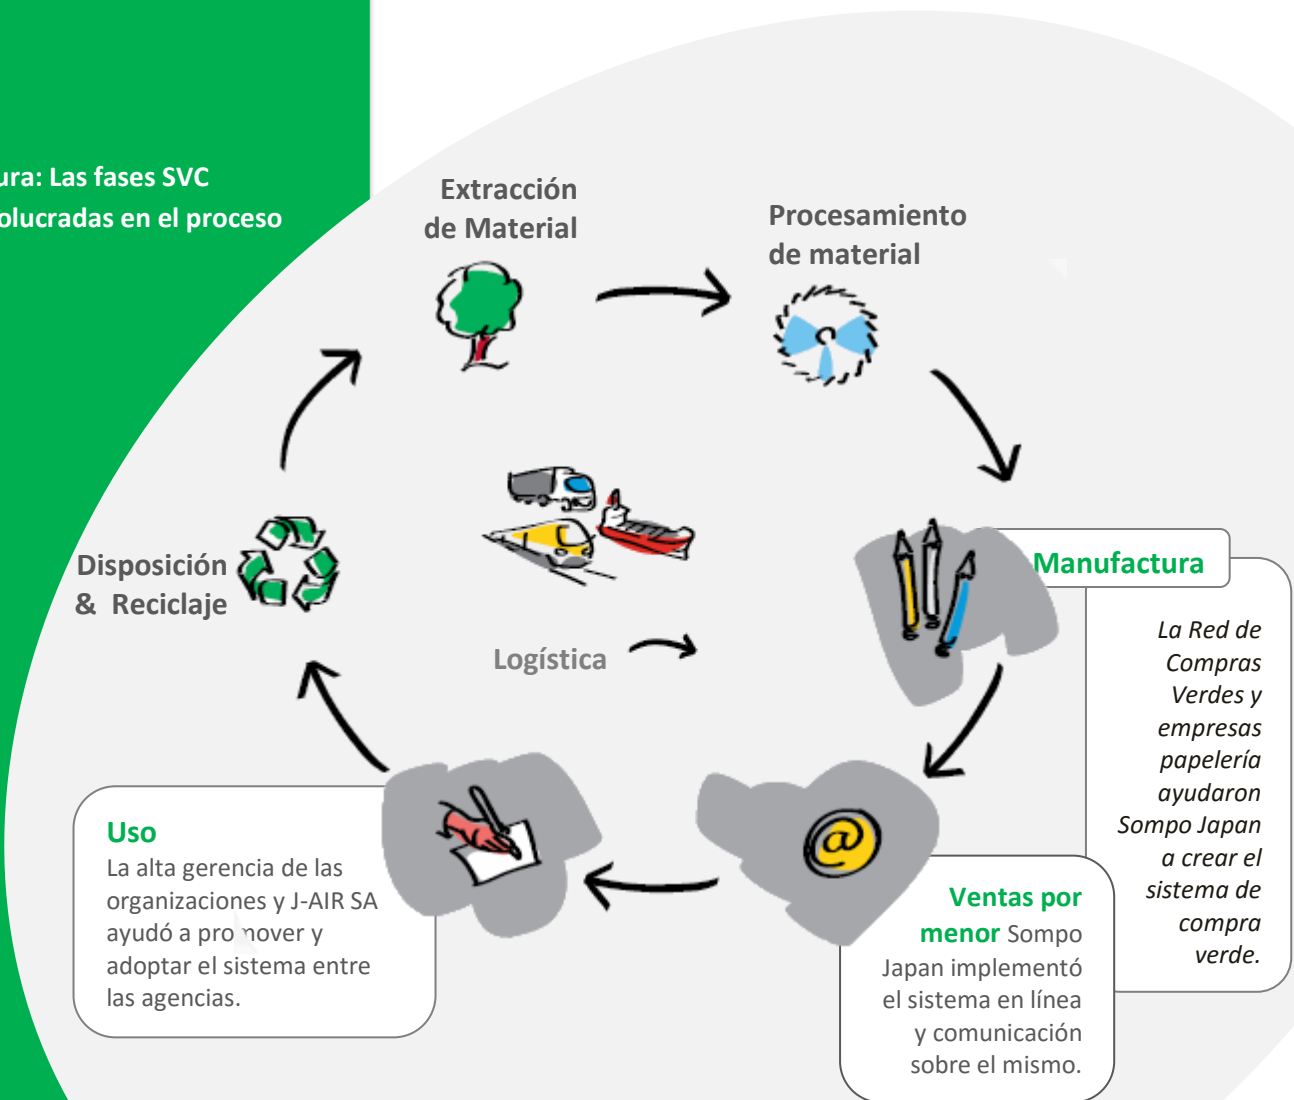 ura: Las fases SVC
olucradas en el proceso
Extracción
de Material
Procesamiento
de material
Disposición
& Reciclaje
Logística
Manufactura
La Red de
Compras
Verdes y
empresas
papelería
ayudaron
Sompo Japan
a crear el
sistema de
compra
verde.
Uso
La alta gerencia de las
organizaciones y J-AIR SA
ayudó a promover y
adoptar el sistema entre
las agencias.
@
Ventas por
menor Sompo
Japan implementó
el sistema en línea
y comunicación
sobre el mismo.